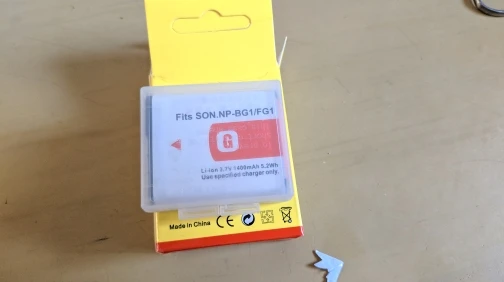 Fits SON.NP-BG1/FG1
G
Li-ion 3.7V 1400mAh 5.2Wh
Use specified charger only.
Made in China CE